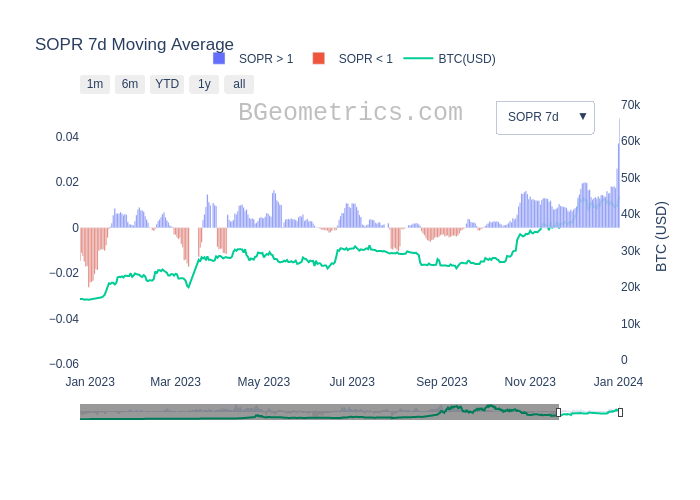 SOPR 7d Moving Average
SOPR > 1
SOPR < 1
BTC(USD)
1m
6m
YTD
1y
all
BGeometrics.com
SOPR 7d
▼
0.04
0.02
0
−0.02
−0.04
−0.06
70k
60k
50k
40k
30k
20k
10k
0
BTC (USD)
Jan 2023
Mar 2023
May 2023
Jul 2023
Sep 2023
Nov 2023
Jan 2024